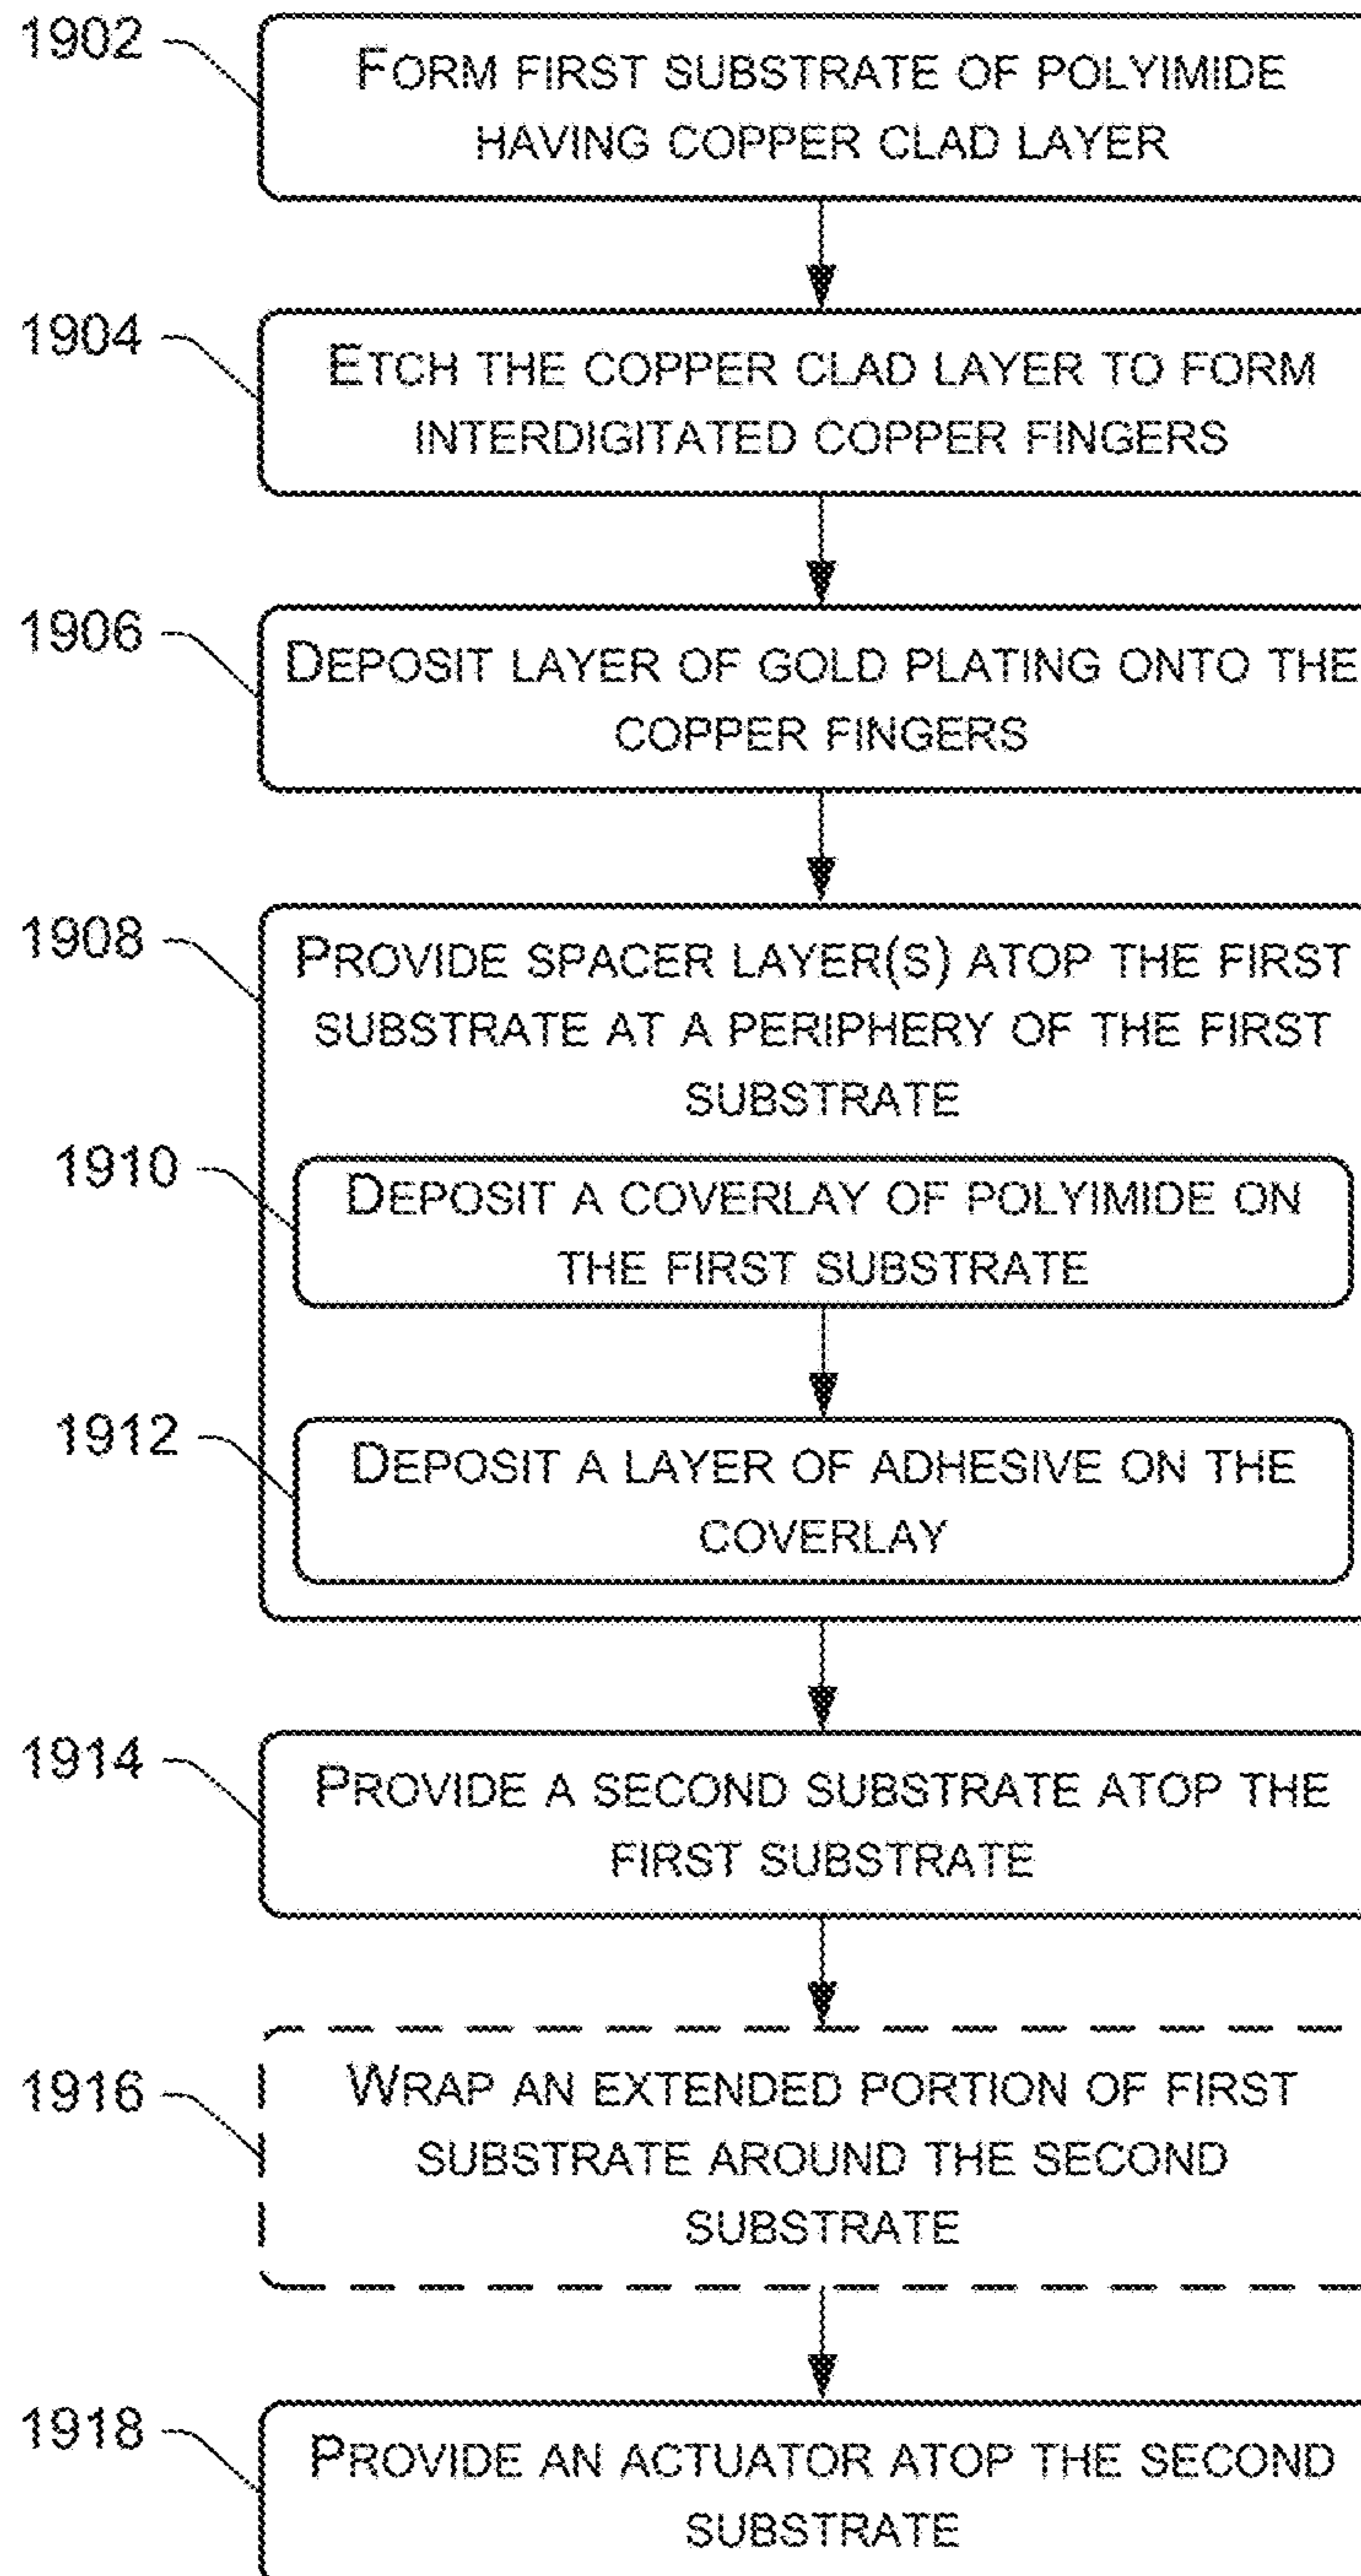 1902
FORM FIRST SUBSTRATE OF POLYIMIDE
HAVING COPPER CLAD LAYER
1904
ETCH THE COPPER CLAD LAYER TO FORM
INTERDIGITATED COPPER FINGERS
1906
DEPOSIT LAYER OF GOLD PLATING ONTO THE
COPPER FINGERS
1908
PROVIDE SPACER LAYER(S) ATOP THE FIRST
SUBSTRATE AT A PERIPHERY OF THE FIRST
SUBSTRATE
1910
DEPOSIT A COVERLAY OF POLYIMIDE ON
THE FIRST SUBSTRATE
1912
DEPOSIT A LAYER OF ADHESIVE ON THE
COVERLAY
1914
PROVIDE A SECOND SUBSTRATE ATOP THE
FIRST SUBSTRATE
1916
WRAP AN EXTENDED PORTION OF FIRST
SUBSTRATE AROUND THE SECOND
SUBSTRATE
1918
PROVIDE AN ACTUATOR ATOP THE SECOND
SUBSTRATE